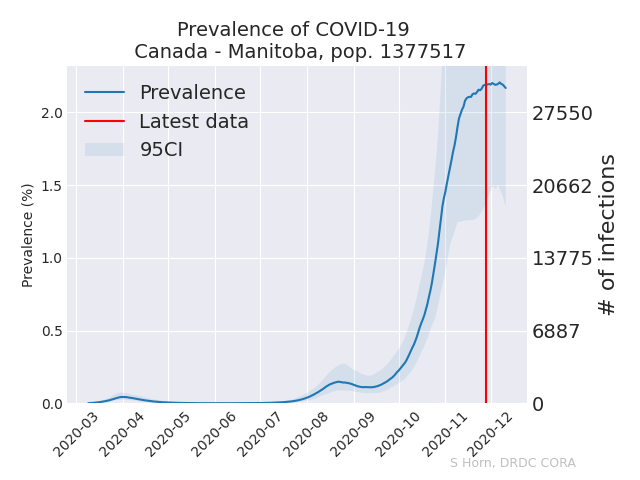 Prevalence of COVID-19
Canada - Manitoba, pop. 1377517
Prevalence
Latest data
95CI
Prevalence (%)
2.0
1.5
1.0
0.5
0.0
27550
20662
13775
6887
0
# of infections
2020-03
2020-04
2020-05
2020-06
2020-07
2020-08
2020-09
2020-10
2020-11
2020-12
S Horn, DRDC CORA